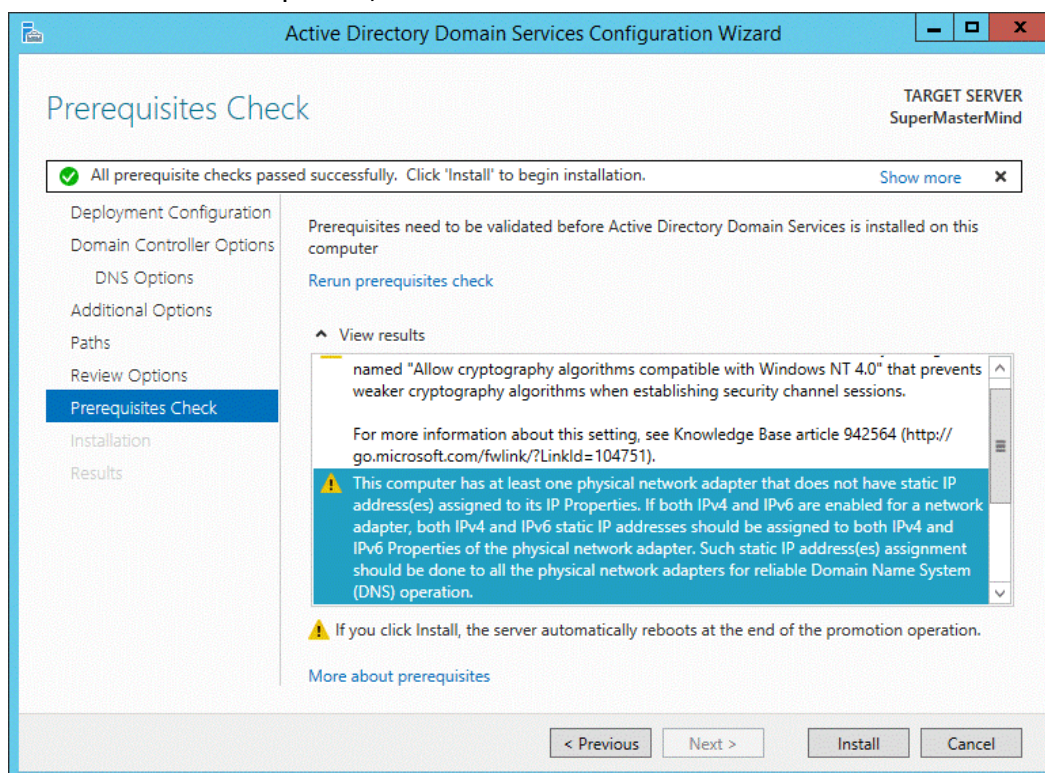 Active Directory Domain Services Configuration Wizard
Prerequisites Check
TARGET SERVER
SuperMasterMind
All prerequisite checks passed successfully. Click 'Install' to begin installation.
Show more
Deployment Configuration
Domain Controller Options
DNS Options
Additional Options
Paths
Review Options
Prerequisites Check
Installation
Results
Prerequisites need to be validated before Active Directory Domain Services is installed on this
computer
Rerun prerequisites check
View results
named "Allow cryptography algorithms compatible with Windows NT 4.0" that prevents
weaker cryptography algorithms when establishing security channel sessions.
For more information about this setting, see Knowledge Base article 942564 (http://
go.microsoft.com/fwlink/?LinkId=104751).
This computer has at least one physical network adapter that does not have static IP
address(es) assigned to its IP Properties. If both IPv4 and IPv6 are enabled for a network
adapter, both IPv4 and IPv6 static IP addresses should be assigned to both IPv4 and
IPv6 Properties of the physical network adapter. Such static IP address(es) assignment
should be done to all the physical network adapters for reliable Domain Name System
(DNS) operation.
If you click Install, the server automatically reboots at the end of the promotion operation.
More about prerequisites
< Previous
Next >
Install
Cancel